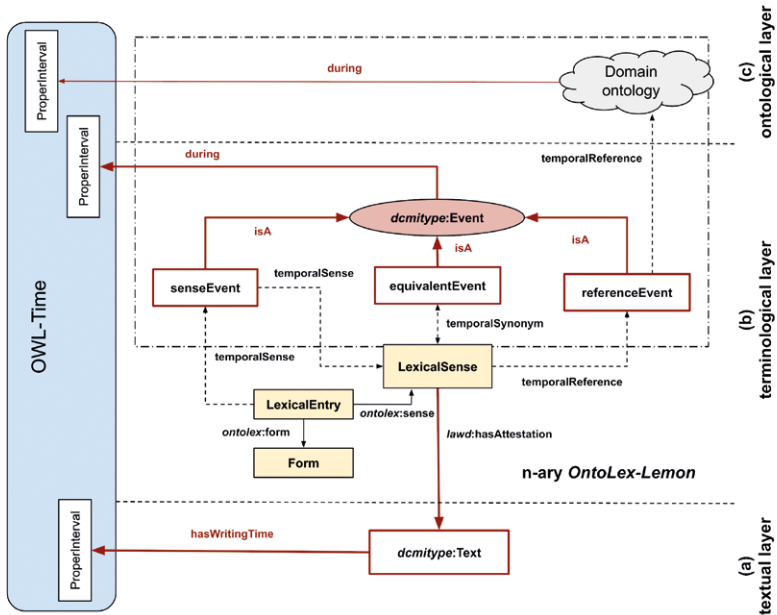 OWL-Time
ProperInterval
during
Domain
ontology
(c)
ontological layer
ProperInterval
during
temporalReference
dcmitype:Event
isA
isA
isA
temporalSense
senseEvent
equivalentEvent
referenceEvent
temporalSynonym
(b)
terminological layer
temporalSense
LexicalSense
temporalReference
LexicalEntry
ontolex:sense
ontolex:form
lawd:hasAttestation
Form
n-ary OntoLex-Lemon
ProperInterval
hasWritingTime
dcmitype:Text
(a)
textual layer